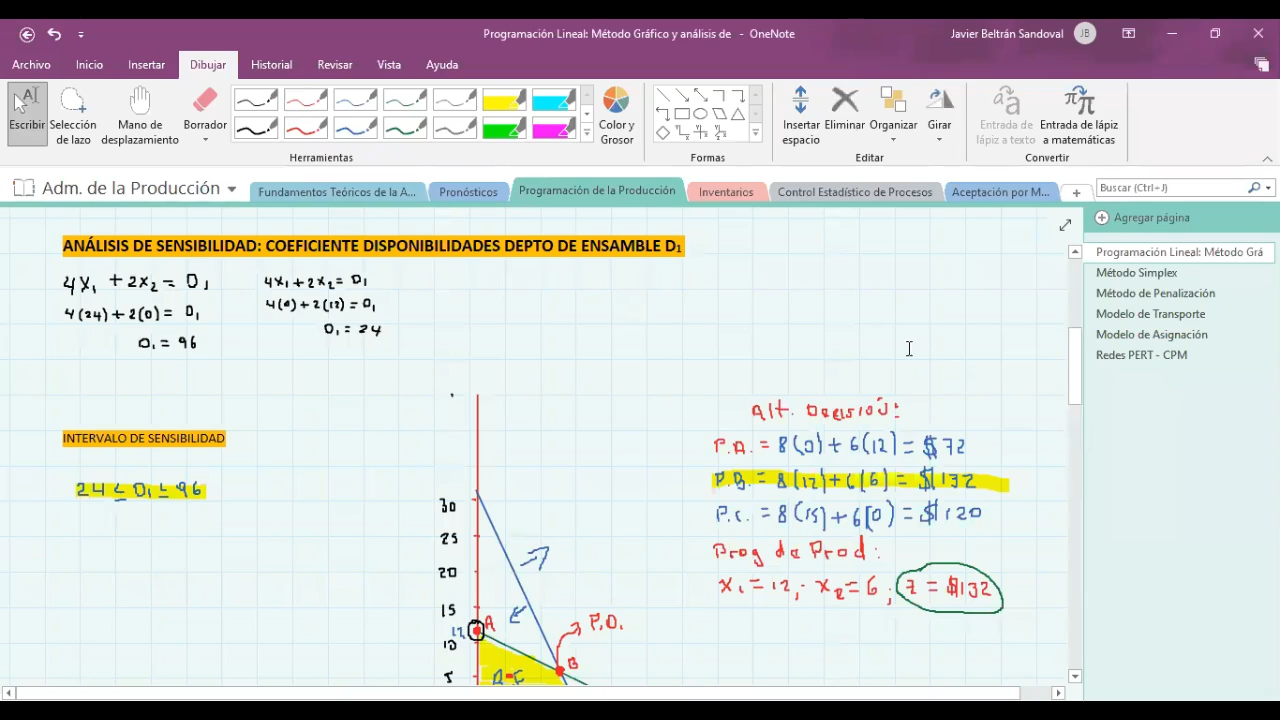 Programación Lineal: Método Gráfico y análisis de - OneNote
Javier Beltrán Sandoval JB
Archivo Inicio Insertar Dibujar Historial Revisar Vista Ayuda
Escribir
Selección de lazo
Mano de desplazamiento
Borrador
Color y Grosor
Insertar espacio
Eliminar
Organizar
Girar
Entrada de lápiz a texto
Entrada de lápiz a matemáticas
Herramientas Formas Editar Convertir
Adm. de la Producción
Fundamentos Teóricos de la A... Pronósticos Programación de la Producción Inventarios Control Estadístico de Procesos Aceptación por M...
Buscar (Ctrl+J)
Agregar página
Programación Lineal: Método Grá
Método Simplex
Método de Penalización
Modelo de Transporte
Modelo de Asignación
Redes PERT - CPM
ANÁLISIS DE SENSIBILIDAD: COEFICIENTE DISPONIBILIDADES DEPTO DE ENSAMBLE D1
4x₁ + 2x₂ = D₁
4(24) + 2(0) = D₁
D₁ = 96
4x₁ + 2x₂ = D₁
4(0) + 2(12) = D₁
D₁ = 24
INTERVALO DE SENSIBILIDAD
24 ≤ D₁ ≤ 96
30
25
20
15
12
10
5
A
B
P.O.
R-F
Alt. Decisión:
P.A. = 8(0) + 6(12) = $72
P.B. = 8(12) + 6(6) = $132
P.C. = 8(15) + 6(0) = $120
Prog de Prod:
x₁ = 12, x₂ = 6; z = $132